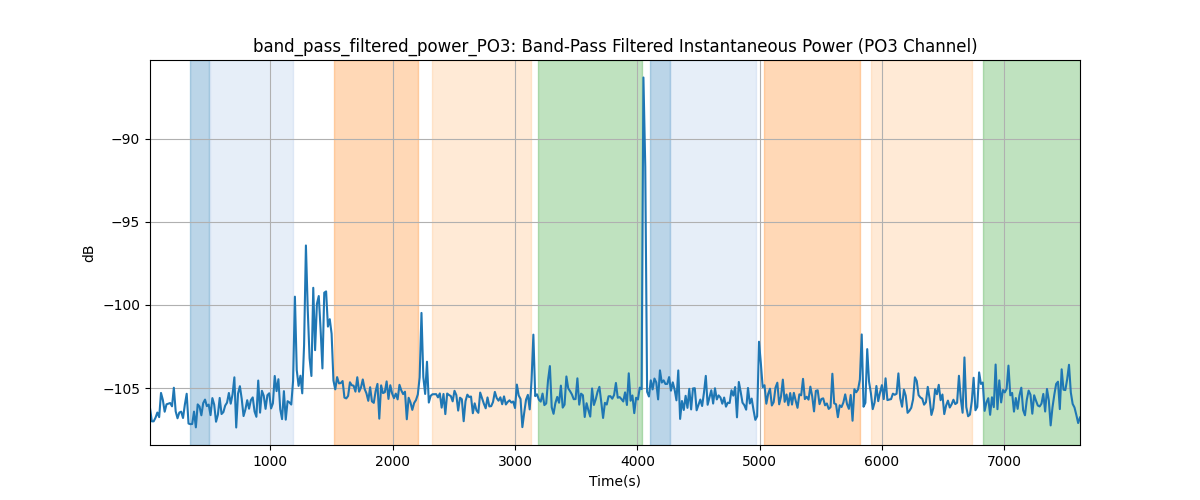 band_pass_filtered_power_PO3: Band-Pass Filtered Instantaneous Power (PO3 Channel)
−90
−95
−100
−105
dB
1000 2000 3000 4000 5000 6000 7000
Time(s)